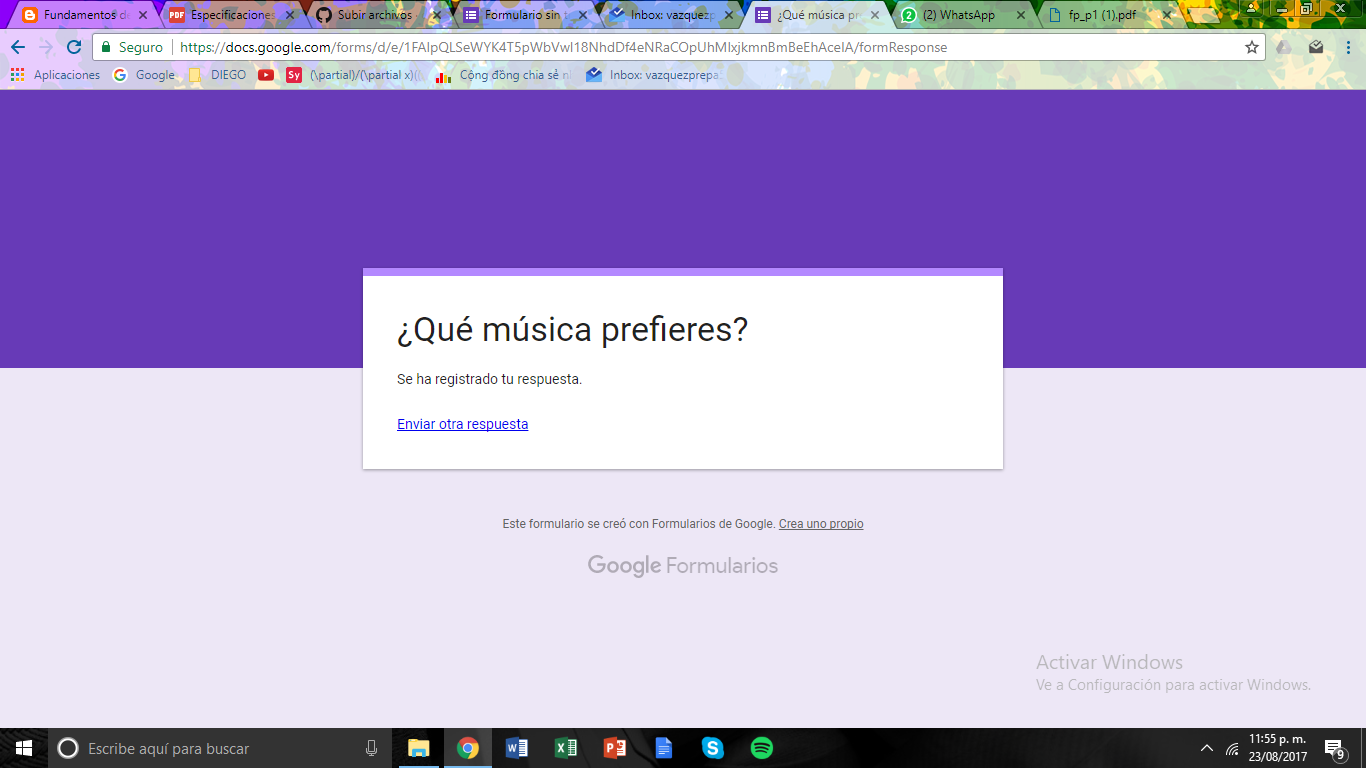 Fundamentos de
Especificaciones
Subir archivos
Formulario sin t
Inbox: vazquezp
¿Qué música pr
(2) WhatsApp
fp_p1 (1).pdf
Seguro
https://docs.google.com/forms/d/e/1FAIpQLSeWYK4T5pWbVwI18NhdDf4eNRaCOpUhMIxjkmnBmBeEhAceIA/formResponse
Aplicaciones
Google
DIEGO
Sy (\partial)/(\partial x)(
Cộng đồng chia sẻ n
Inbox: vazquezprepa
¿Qué música prefieres?
Se ha registrado tu respuesta.
Enviar otra respuesta
Este formulario se creó con Formularios de Google. Crea uno propio
Google Formularios
Activar Windows
Ve a Configuración para activar Windows.
Escribe aquí para buscar
11:55 p. m.
23/08/2017
9